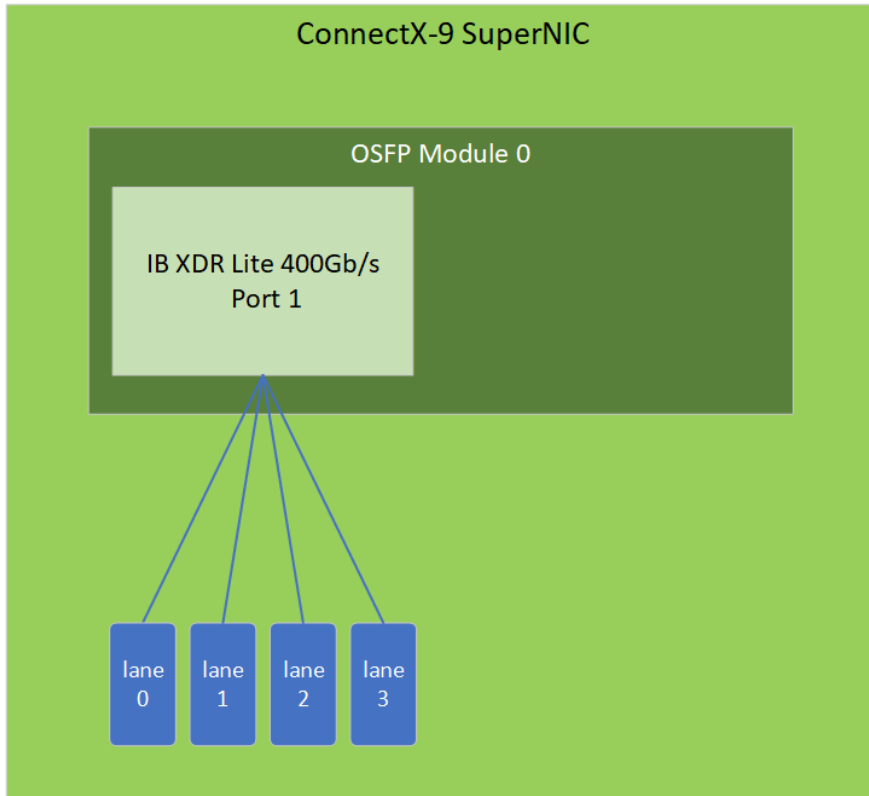 ConnectX-9 SuperNIC
OSFP Module 0
IB XDR Lite 400Gb/s
Port 1
lane
0
lane
1
lane
2
lane
3